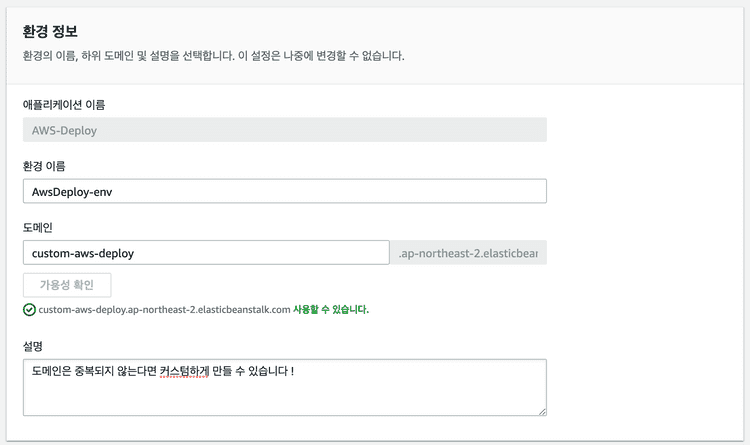 환경 정보
환경의 이름, 하위 도메인 및 설명을 선택합니다. 이 설정은 나중에 변경할 수 없습니다.
애플리케이션 이름
AWS-Deploy
환경 이름
AwsDeploy-env
도메인
custom-aws-deploy
.ap-northeast-2.elasticbean
가용성 확인
custom-aws-deploy.ap-northeast-2.elasticbeanstalk.com 사용할 수 있습니다.
설명
도메인은 중복되지 않는다면 커스텀하게 만들 수 있습니다 !